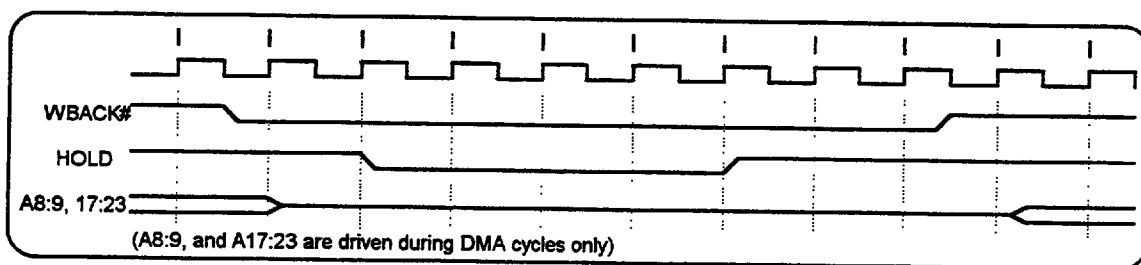 WBACK#
HOLD
A8:9, 17:23
(A8:9, and A17:23 are driven during DMA cycles only)